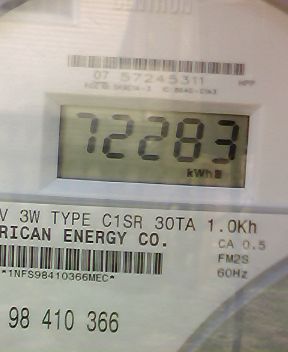 CENTRON
07 57245311
72283
kWh
V 3W TYPE C1SR 30TA 1.0Kh
RICAN ENERGY CO.
CA 0.5
FM2S
60Hz
*1NFS98410366MEC*
98 410 366